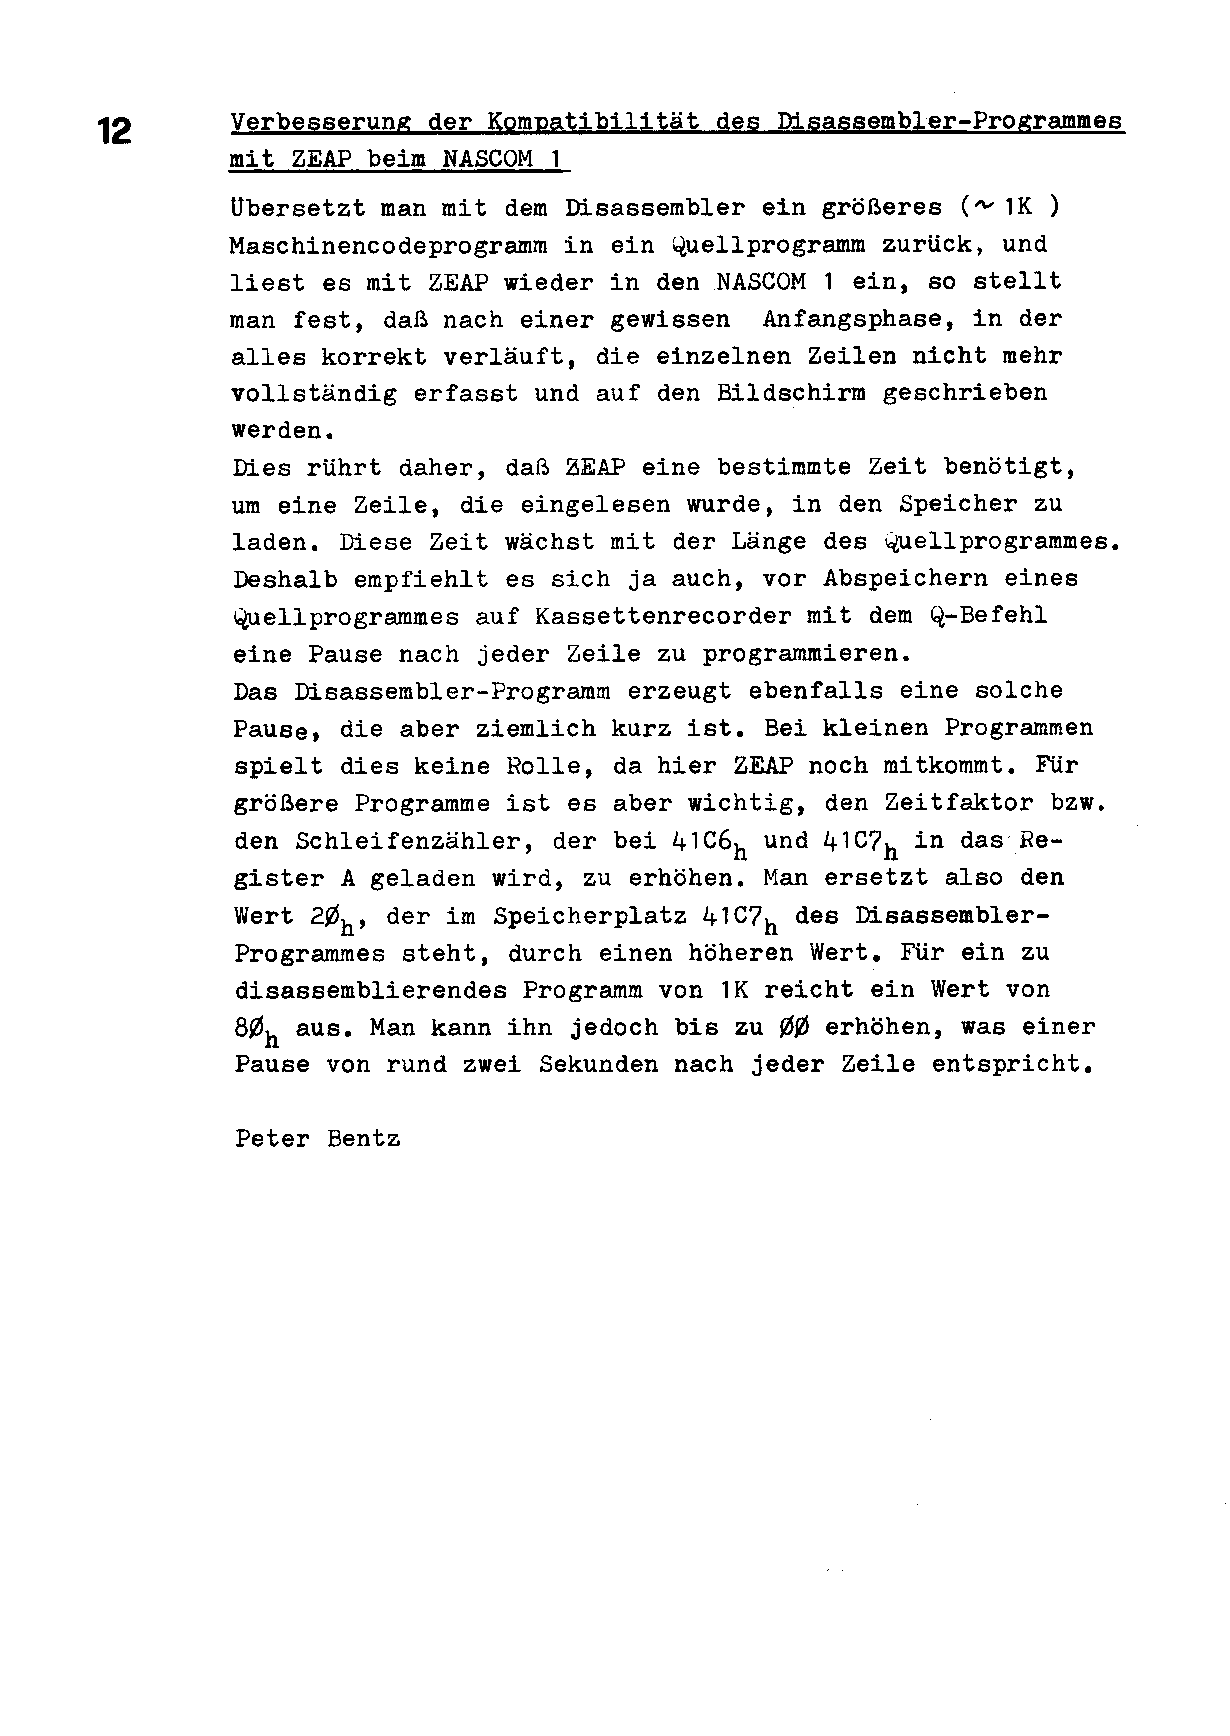 12
Verbesserung der Kompatibilität des Disassembler-Programmes
mit ZEAP beim NASCOM 1
Übersetzt man mit dem Disassembler ein größeres (~ 1K )
Maschinencodeprogramm in ein Quellprogramm zurück, und
liest es mit ZEAP wieder in den NASCOM 1 ein, so stellt
man fest, daß nach einer gewissen Anfangsphase, in der
alles korrekt verläuft, die einzelnen Zeilen nicht mehr
vollständig erfasst und auf den Bildschirm geschrieben
werden.
Dies rührt daher, daß ZEAP eine bestimmte Zeit benötigt,
um eine Zeile, die eingelesen wurde, in den Speicher zu
laden. Diese Zeit wächst mit der Länge des Quellprogrammes.
Deshalb empfiehlt es sich ja auch, vor Abspeichern eines
Quellprogrammes auf Kassettenrecorder mit dem Q-Befehl
eine Pause nach jeder Zeile zu programmieren.
Das Disassembler-Programm erzeugt ebenfalls eine solche
Pause, die aber ziemlich kurz ist. Bei kleinen Programmen
spielt dies keine Rolle, da hier ZEAP noch mitkommt. Für
größere Programme ist es aber wichtig, den Zeitfaktor bzw.
den Schleifenzähler, der bei 41C6h und 41C7h in das Re-
gister A geladen wird, zu erhöhen. Man ersetzt also den
Wert 2Øh, der im Speicherplatz 41C7h des Disassembler-
Programmes steht, durch einen höheren Wert. Für ein zu
disassemblierendes Programm von 1K reicht ein Wert von
8Øh aus. Man kann ihn jedoch bis zu ØØ erhöhen, was einer
Pause von rund zwei Sekunden nach jeder Zeile entspricht.
Peter Bentz